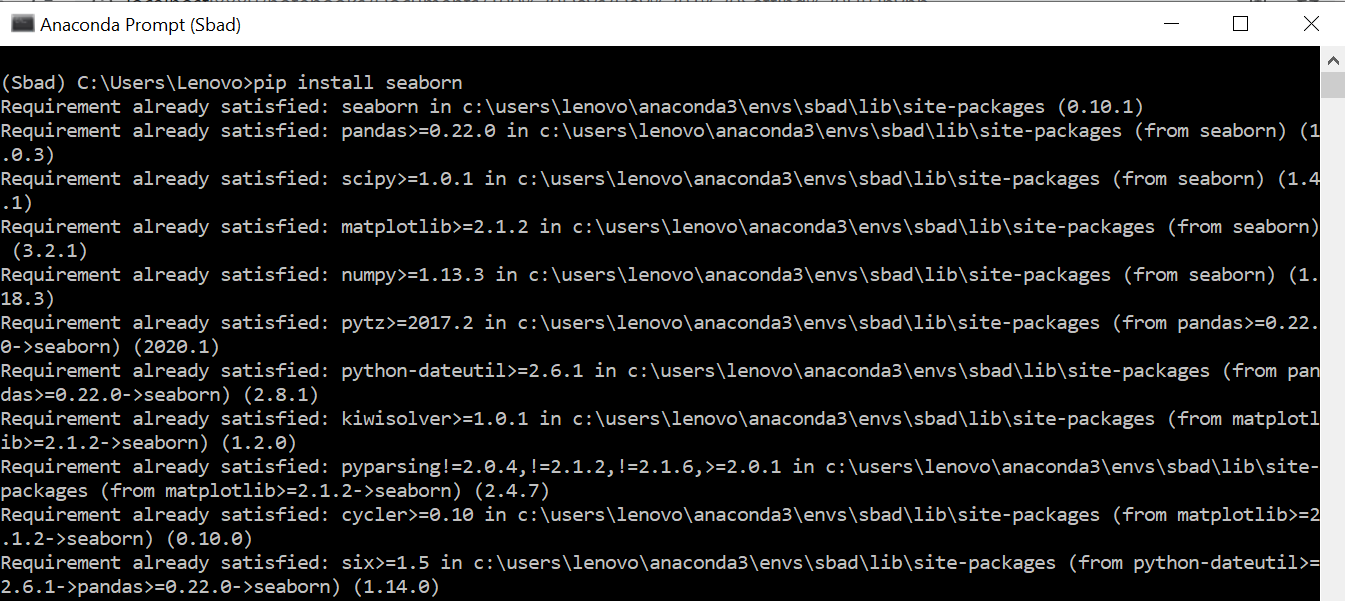 Anaconda Prompt (Sbad)
(Sbad) C:\Users\Lenovo>pip install seaborn
Requirement already satisfied: seaborn in c:\users\lenovo\anaconda3\envs\sbad\lib\site-packages (0.10.1)
Requirement already satisfied: pandas>=0.22.0 in c:\users\lenovo\anaconda3\envs\sbad\lib\site-packages (from seaborn) (1
.0.3)
Requirement already satisfied: scipy>=1.0.1 in c:\users\lenovo\anaconda3\envs\sbad\lib\site-packages (from seaborn) (1.4
.1)
Requirement already satisfied: matplotlib>=2.1.2 in c:\users\lenovo\anaconda3\envs\sbad\lib\site-packages (from seaborn)
 (3.2.1)
Requirement already satisfied: numpy>=1.13.3 in c:\users\lenovo\anaconda3\envs\sbad\lib\site-packages (from seaborn) (1.
18.3)
Requirement already satisfied: pytz>=2017.2 in c:\users\lenovo\anaconda3\envs\sbad\lib\site-packages (from pandas>=0.22.
0->seaborn) (2020.1)
Requirement already satisfied: python-dateutil>=2.6.1 in c:\users\lenovo\anaconda3\envs\sbad\lib\site-packages (from pan
das>=0.22.0->seaborn) (2.8.1)
Requirement already satisfied: kiwisolver>=1.0.1 in c:\users\lenovo\anaconda3\envs\sbad\lib\site-packages (from matplotl
ib>=2.1.2->seaborn) (1.2.0)
Requirement already satisfied: pyparsing!=2.0.4,!=2.1.2,!=2.1.6,>=2.0.1 in c:\users\lenovo\anaconda3\envs\sbad\lib\site-
packages (from matplotlib>=2.1.2->seaborn) (2.4.7)
Requirement already satisfied: cycler>=0.10 in c:\users\lenovo\anaconda3\envs\sbad\lib\site-packages (from matplotlib>=2
.1.2->seaborn) (0.10.0)
Requirement already satisfied: six>=1.5 in c:\users\lenovo\anaconda3\envs\sbad\lib\site-packages (from python-dateutil>=
2.6.1->pandas>=0.22.0->seaborn) (1.14.0)